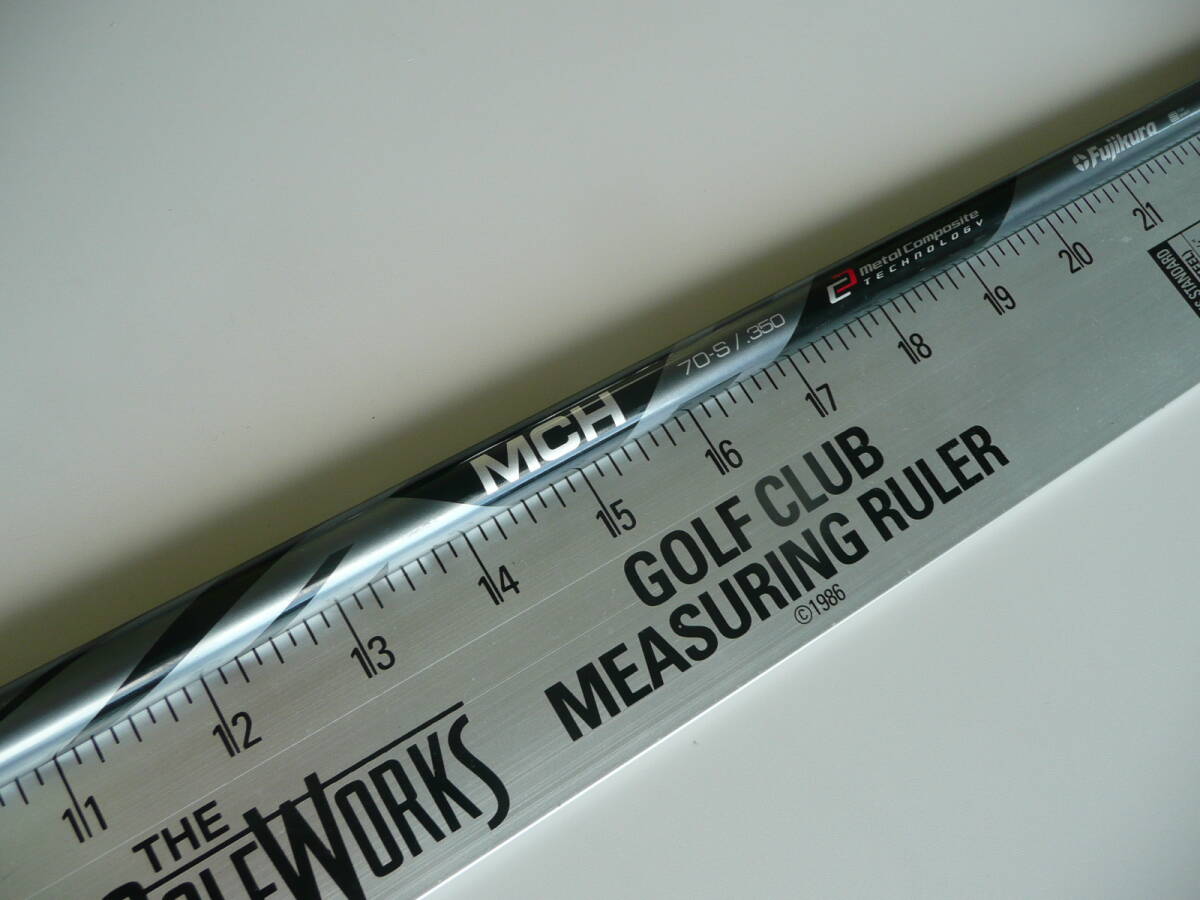 MCH
70-S / .350
Metal Composite
TECHNOLOGY
Fujikura
11 12 13 14 15 16 17 18 19 20 21
THE
GOLFWORKS
GOLF CLUB
MEASURING RULER
©1986
STANDARD